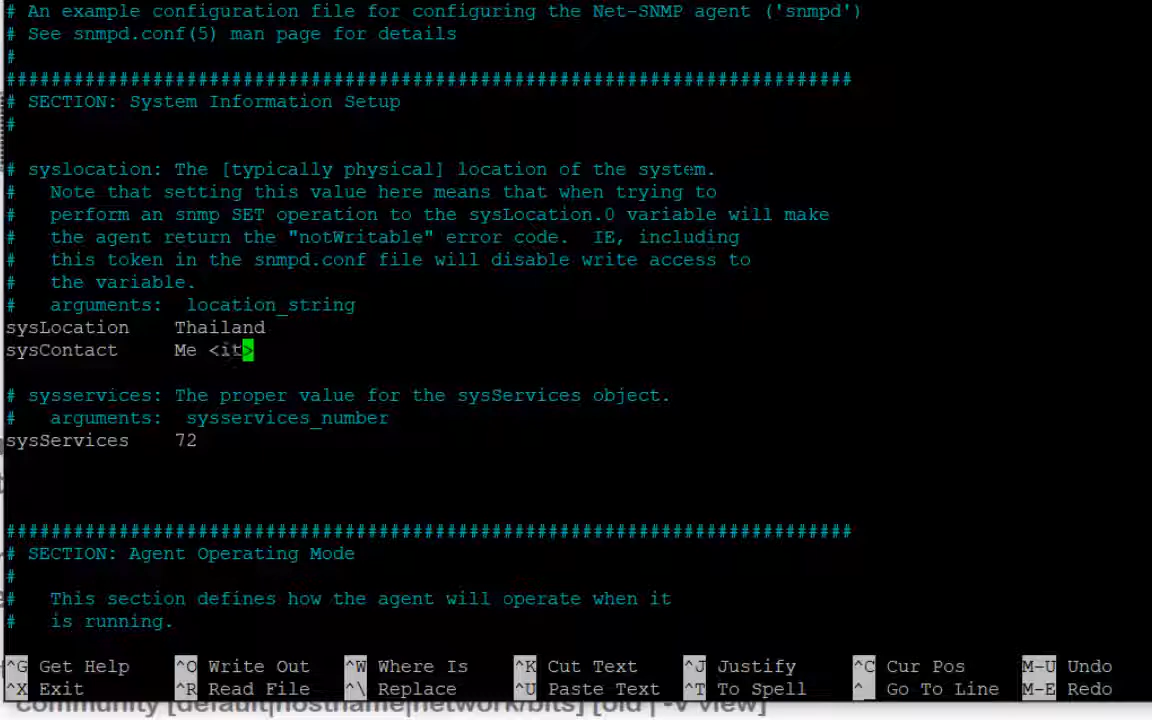 # An example configuration file for configuring the Net-SNMP agent ('snmpd')
# See snmpd.conf(5) man page for details
#
###########################################################################
# SECTION: System Information Setup
#
# syslocation: The [typically physical] location of the system.
#   Note that setting this value here means that when trying to
#   perform an snmp SET operation to the sysLocation.0 variable will make
#   the agent return the "notWritable" error code.  IE, including
#   this token in the snmpd.conf file will disable write access to
#   the variable.
#   arguments:  location_string
sysLocation    Thailand
sysContact     Me <it>
# sysservices: The proper value for the sysServices object.
#   arguments:  sysservices_number
sysServices    72
###########################################################################
# SECTION: Agent Operating Mode
#
#   This section defines how the agent will operate when it
#   is running.
^G Get Help ^O Write Out ^W Where Is ^K Cut Text ^J Justify ^C Cur Pos M-U Undo
^X Exit ^R Read File ^\ Replace ^U Paste Text ^T To Spell ^_ Go To Line M-E Redo
community [default|hostname|network/bits] [oid | -V view]